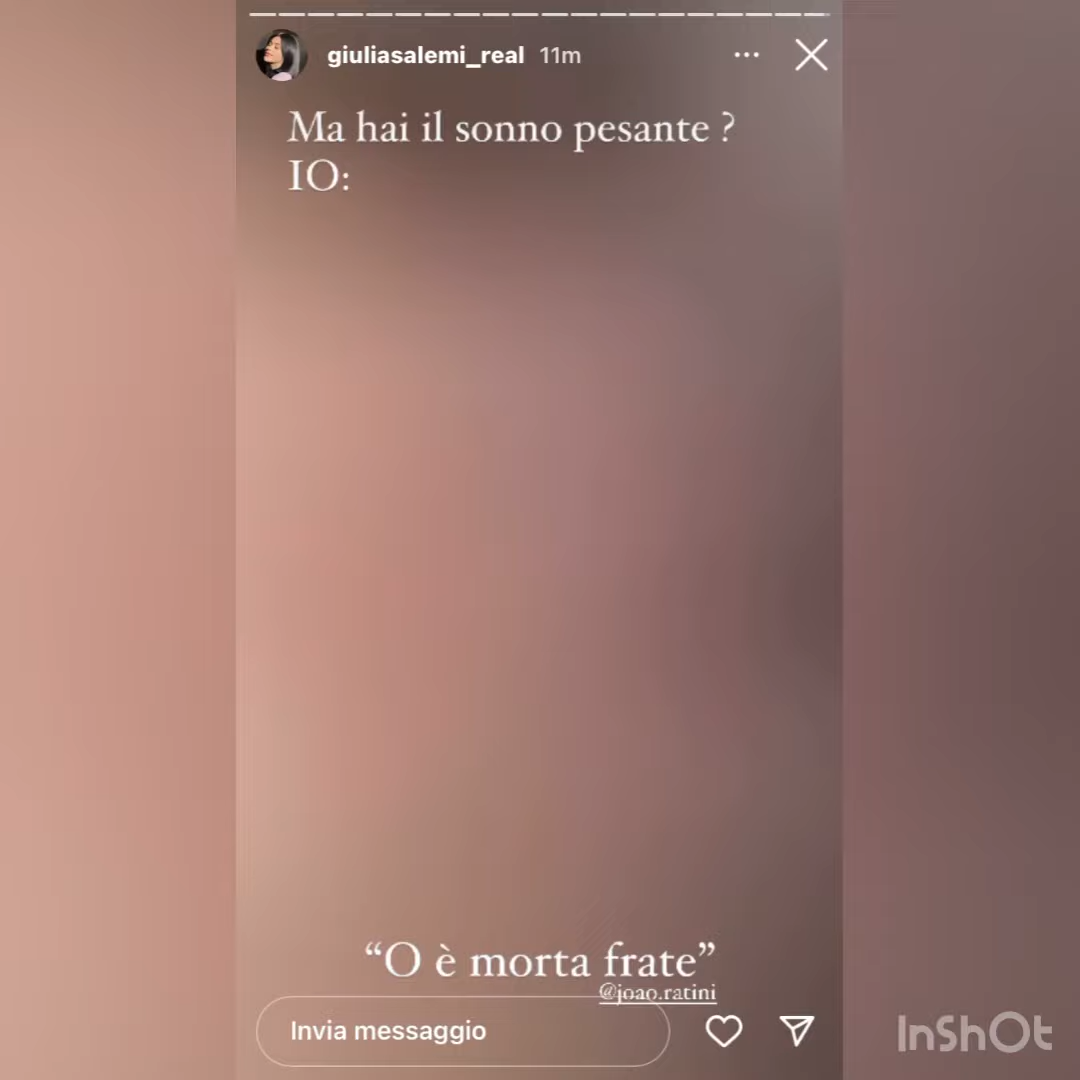 giuliasalemi_real 11m
Ma hai il sonno pesante ?
IO:
“O è morta frate”
@joao.ratini
Invia messaggio
InShOt